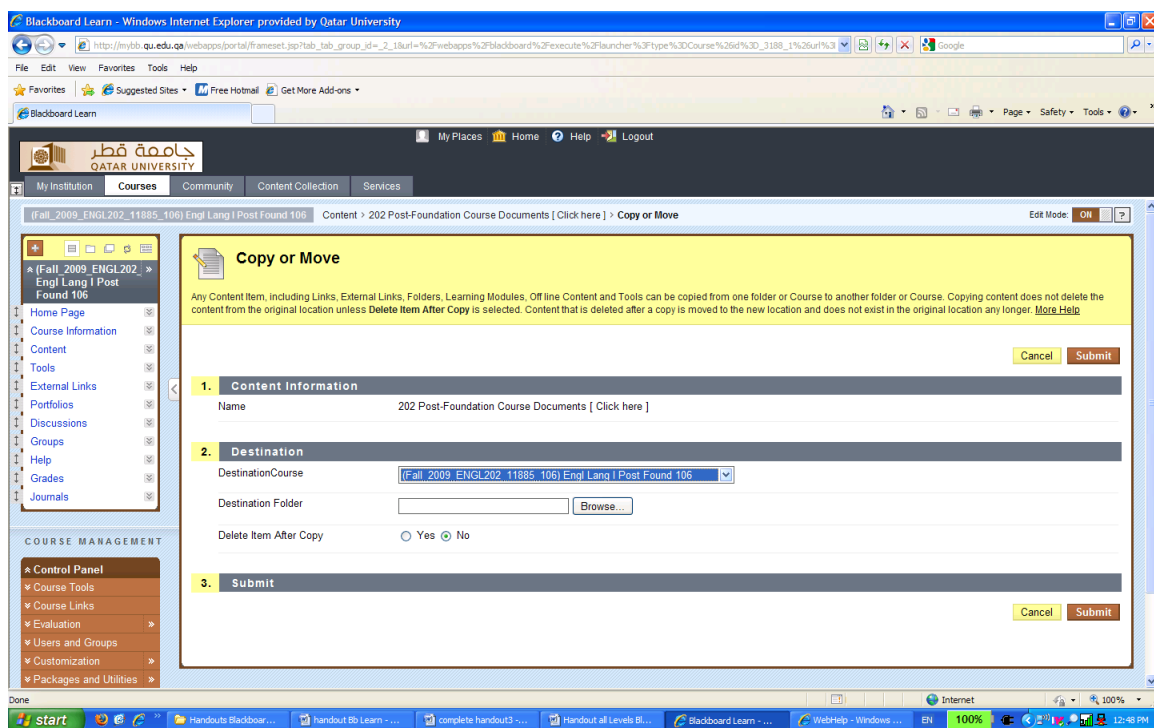 Blackboard Learn - Windows Internet Explorer provided by Qatar University
http://mybb.qu.edu.qa/webapps/portal/frameset.jsp?tab_tab_group_id=_2_1&url=%2Fwebapps%2Fblackboard%2Fexecute%2Flauncher%3Ftype%3DCourse%26id%3D_3188_1%26url%3 Google
File Edit View Favorites Tools Help
Favorites Suggested Sites Free Hotmail Get More Add-ons
Blackboard Learn Page Safety Tools
My Places Home Help Logout
جامعة قطر
QATAR UNIVERSITY
My Institution Courses Community Content Collection Services
(Fall_2009_ENGL202_11885_106) Engl Lang I Post Found 106 Content > 202 Post-Foundation Course Documents [ Click here ] > Copy or Move Edit Mode: ON ?
(Fall_2009_ENGL202_
Engl Lang I Post
Found 106
Home Page
Course Information
Content
Tools
External Links
Portfolios
Discussions
Groups
Help
Grades
Journals
COURSE MANAGEMENT
Control Panel
Course Tools
Course Links
Evaluation
Users and Groups
Customization
Packages and Utilities
Copy or Move
Any Content Item, including Links, External Links, Folders, Learning Modules, Off line Content and Tools can be copied from one folder or Course to another folder or Course. Copying content does not delete the
content from the original location unless Delete Item After Copy is selected. Content that is deleted after a copy is moved to the new location and does not exist in the original location any longer. More Help
Cancel Submit
1. Content Information
Name 202 Post-Foundation Course Documents [ Click here ]
2. Destination
DestinationCourse (Fall_2009_ENGL202_11885_106) Engl Lang I Post Found 106
Destination Folder Browse...
Delete Item After Copy Yes No
3. Submit
Cancel Submit
Done Internet 100%
start Handouts Blackboar... handout Bb Learn - ... complete handout3 -... Handout all Levels Bl... Blackboard Learn - ... WebHelp - Windows ... EN 100% 12:48 PM